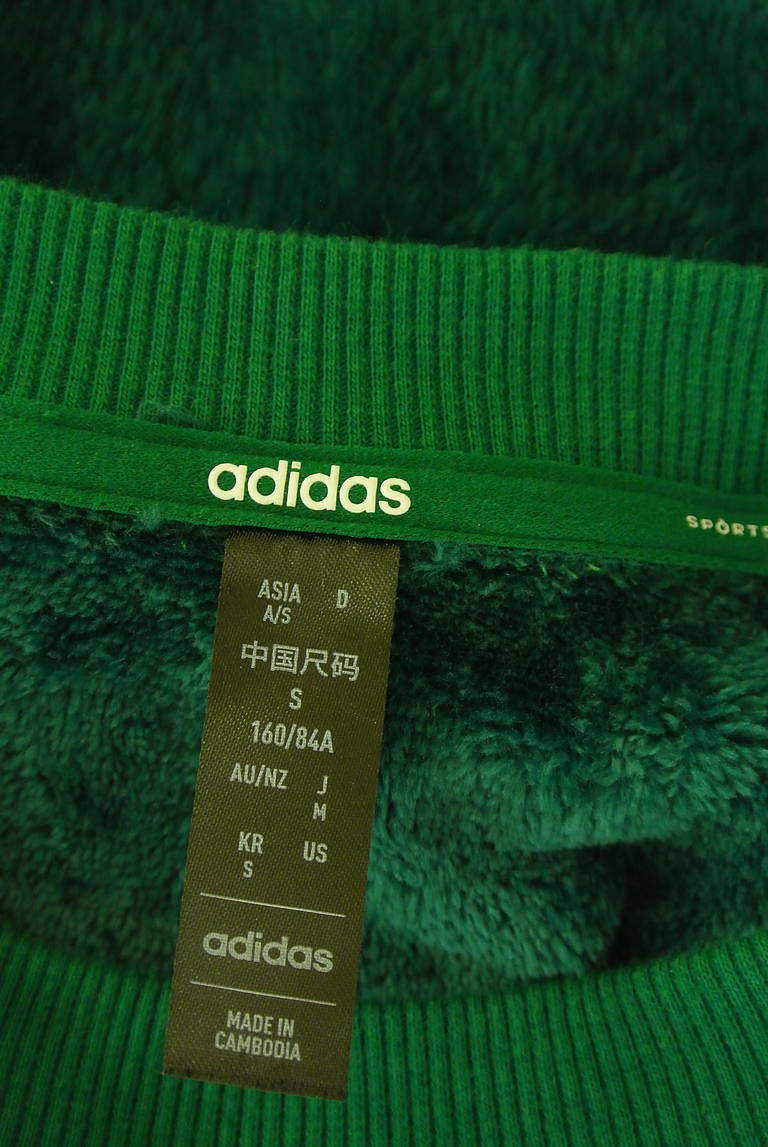 adidas
SPORTS
ASIA D
A/S
中国尺码
S
160/84A
AU/NZ J
M
KR US
S
adidas
MADE IN
CAMBODIA